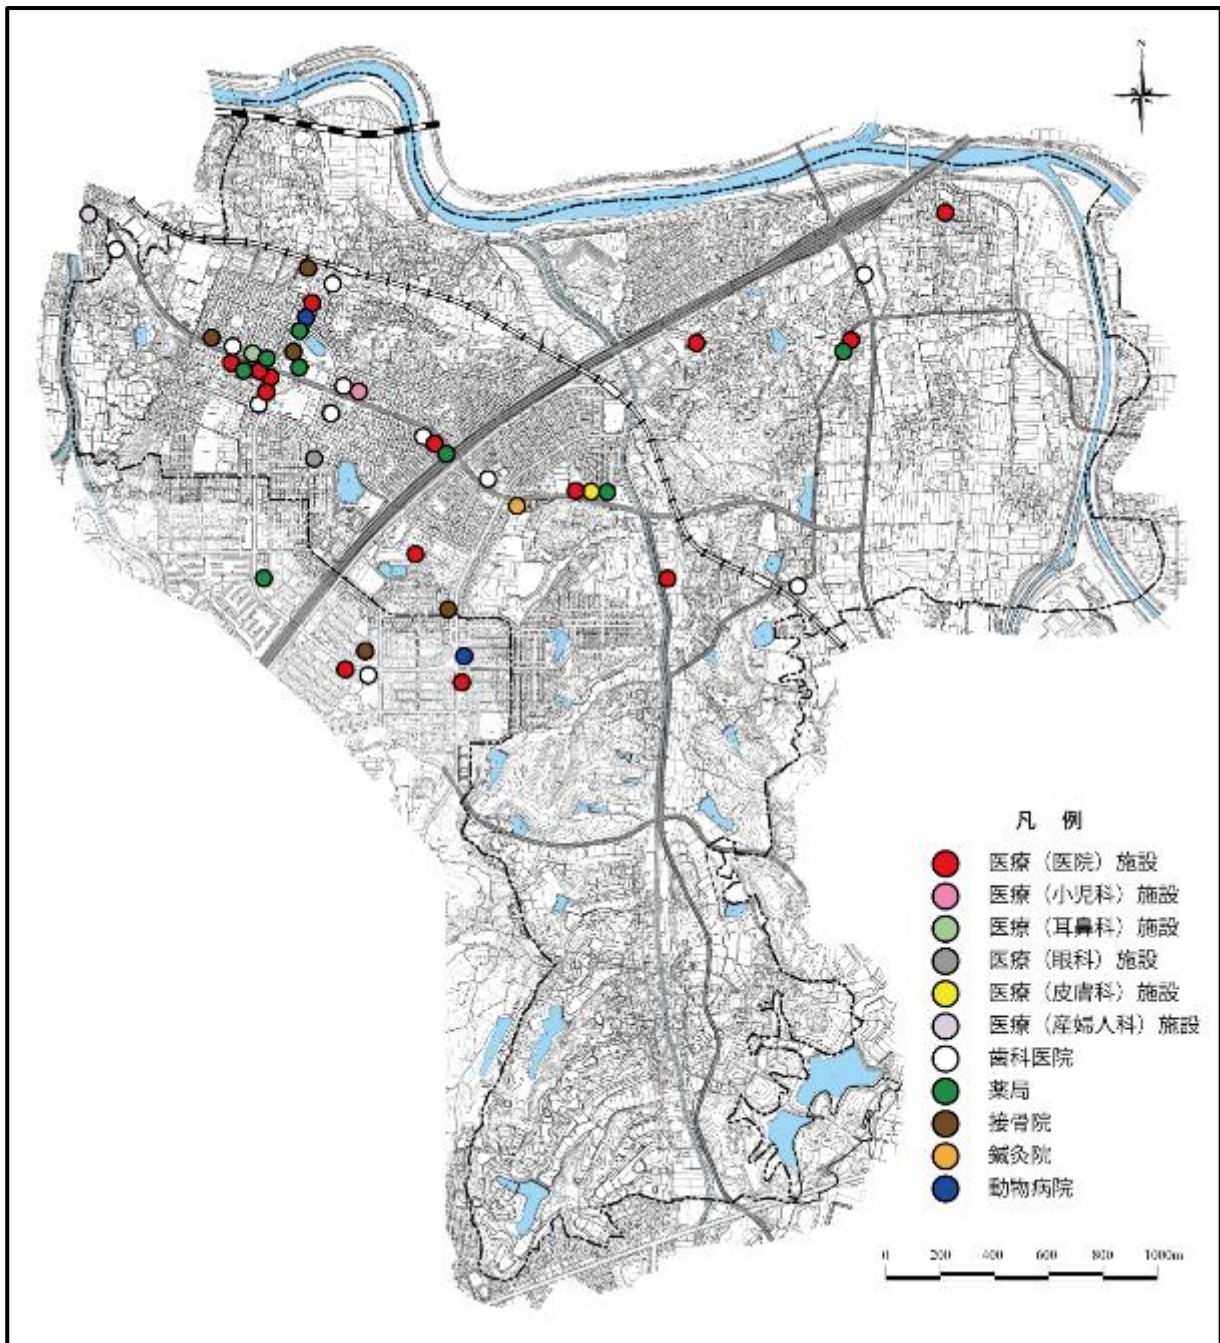 N
凡 例
医療（医院）施設
医療（小児科）施設
医療（耳鼻科）施設
医療（眼科）施設
医療（皮膚科）施設
医療（産婦人科）施設
歯科医院
薬局
接骨院
鍼灸院
動物病院
0 200 400 600 800 1000m